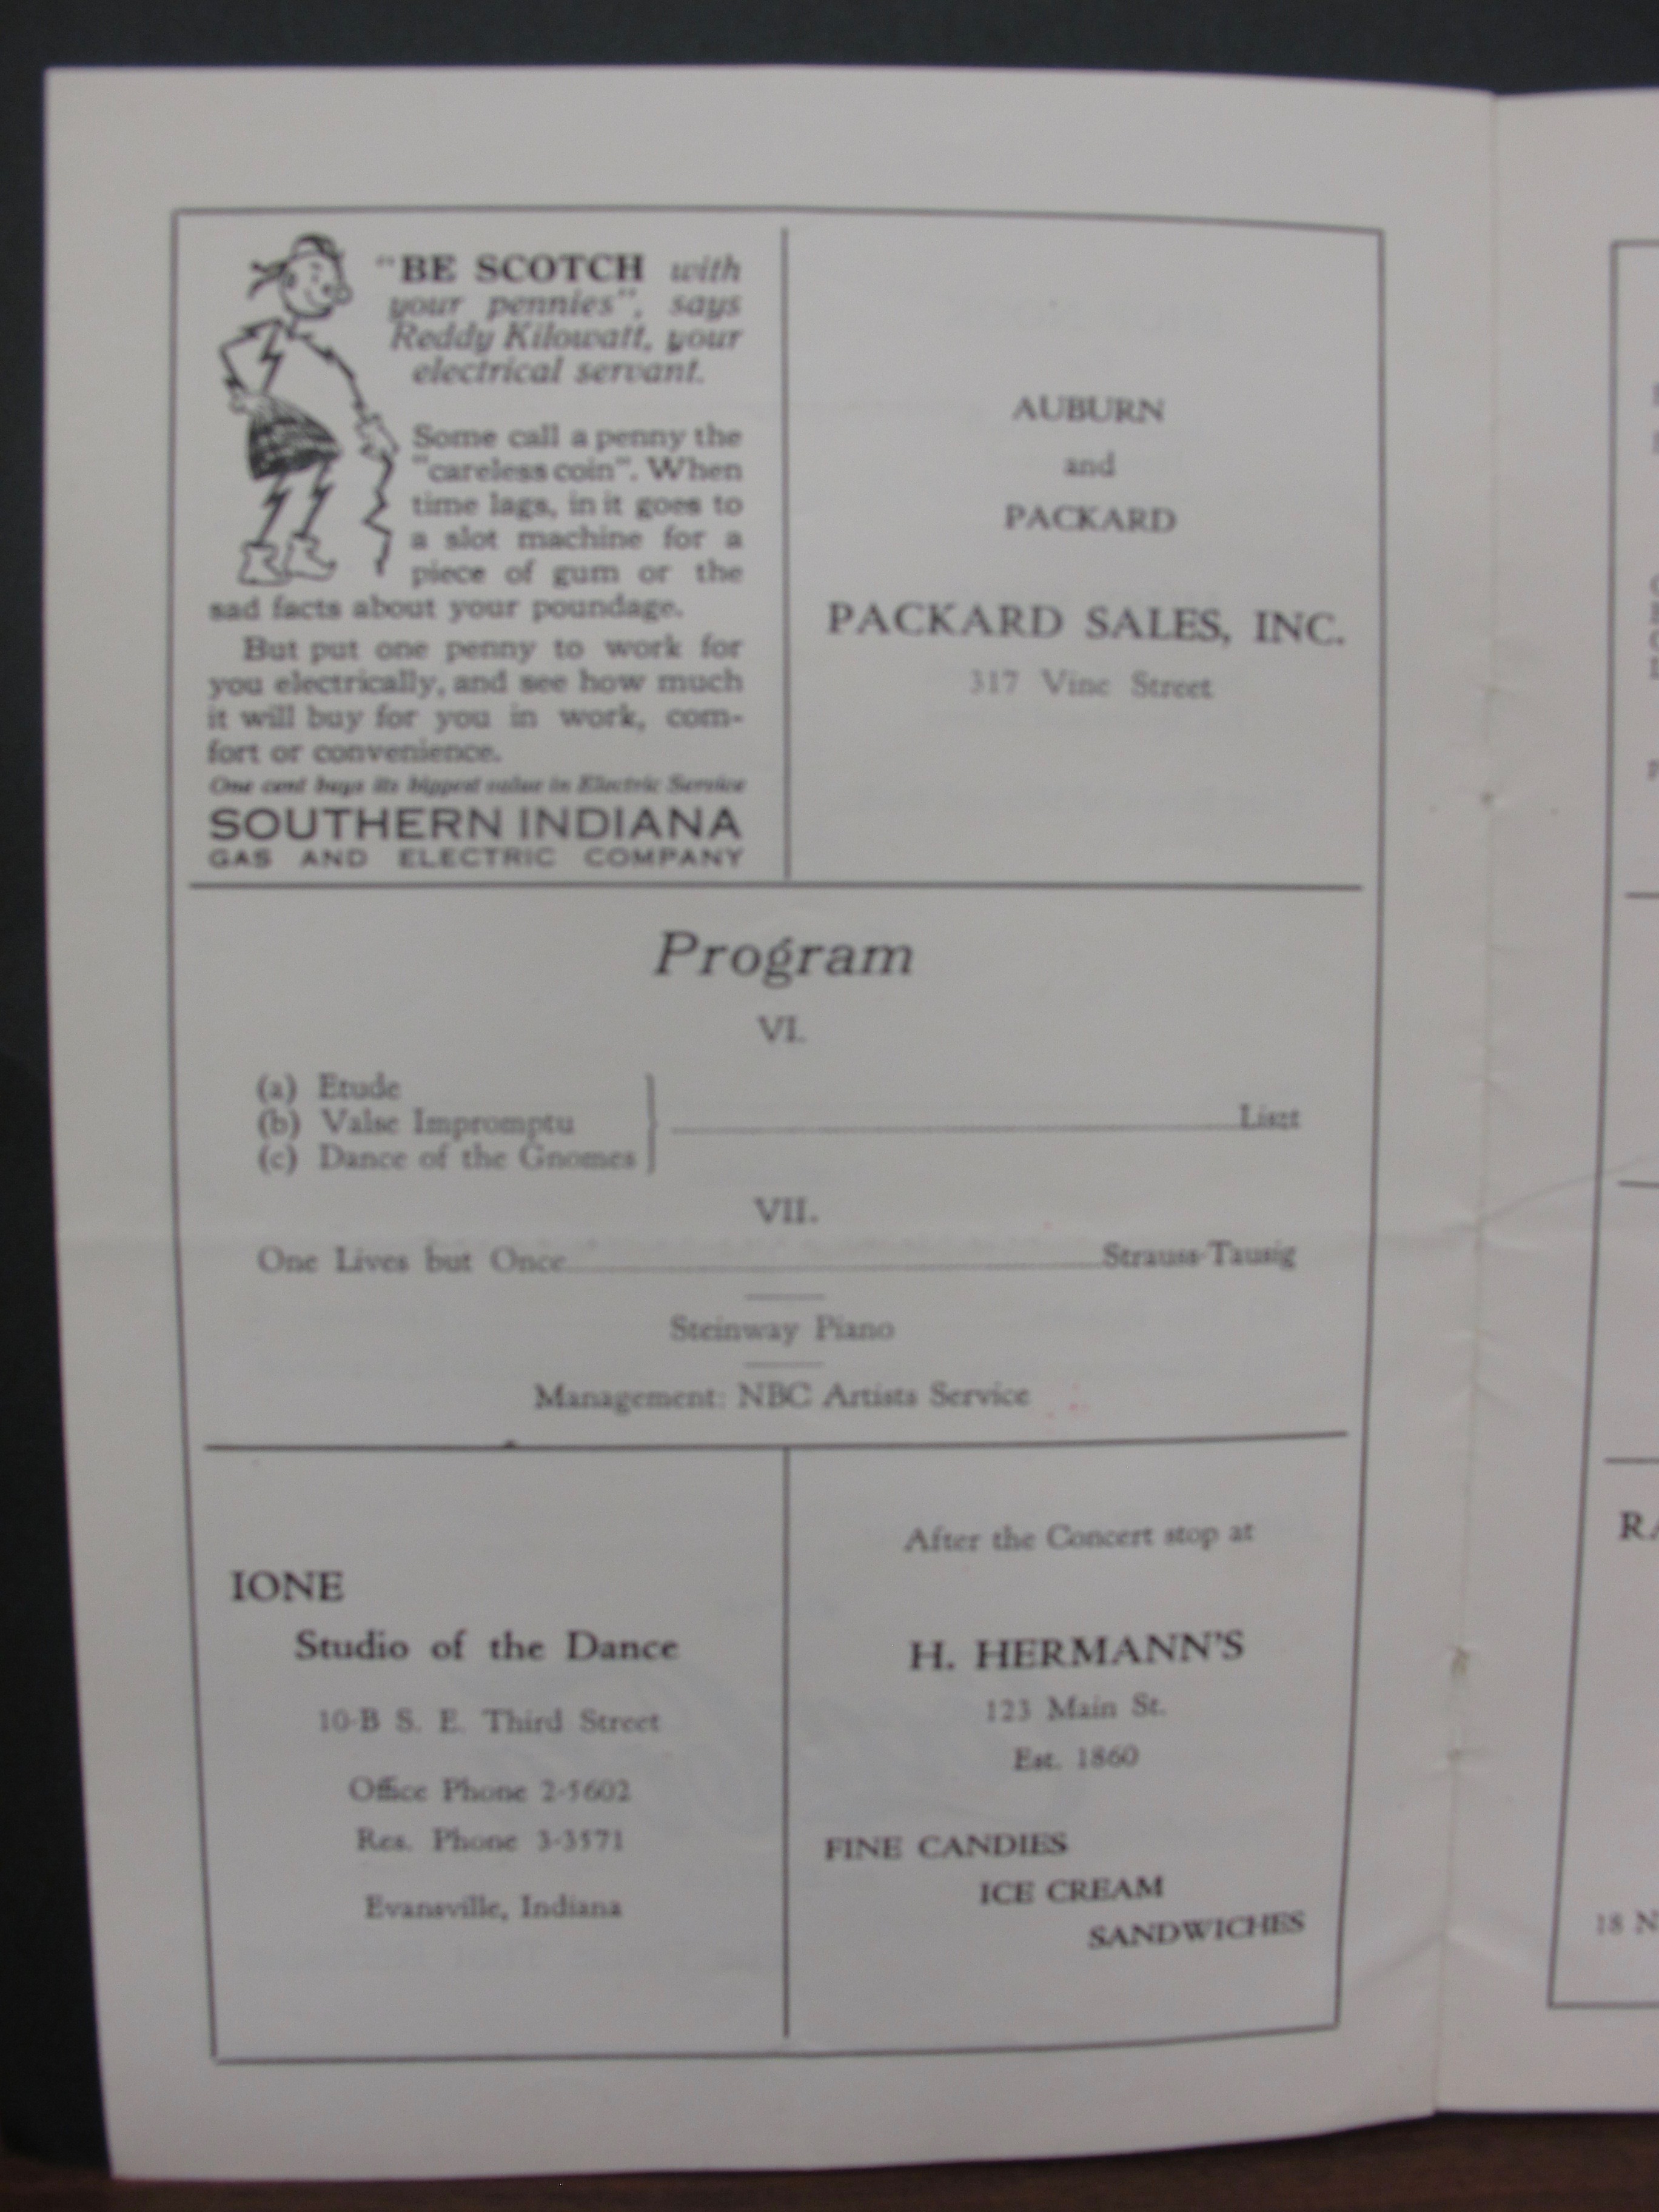 "BE SCOTCH with
your pennies", says
Reddy Kilowatt, your
electrical servant.
Some call a penny the
"careless coin". When
time lags, in it goes to
a slot machine for a
piece of gum or the
sad facts about your poundage.
But put one penny to work for
you electrically, and see how much
it will buy for you in work, com-
fort or convenience.
One cent buys its biggest value in Electric Service
SOUTHERN INDIANA
GAS AND ELECTRIC COMPANY
AUBURN
and
PACKARD
PACKARD SALES, INC.
317 Vine Street
Program
VI.
(a) Etude
(b) Valse Impromptu
(c) Dance of the Gnomes
Liszt
VII.
One Lives but Once Strauss-Tausig
Steinway Piano
Management: NBC Artists Service
IONE
Studio of the Dance
10-B S. E. Third Street
Office Phone 2-5602
Res. Phone 3-3571
Evansville, Indiana
After the Concert stop at
H. HERMANN'S
123 Main St.
Est. 1860
FINE CANDIES
ICE CREAM
SANDWICHES
18 N